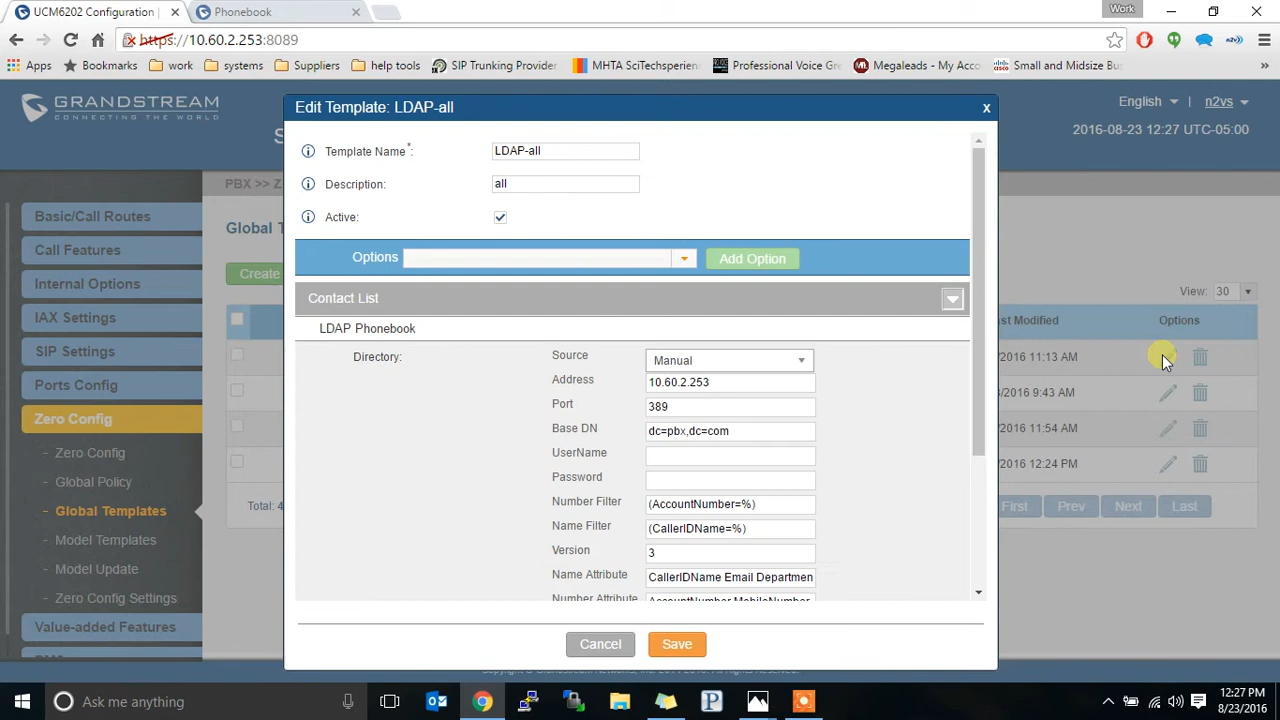 UCM6202 Configuration
Phonebook
Work
https://10.60.2.253:8089
Apps
Bookmarks
work
systems
Suppliers
help tools
SIP Trunking Provider
MHTA SciTechsperien
Professional Voice Gr
Megaleads - My Acco
Small and Midsize Bu
GRANDSTREAM
CONNECTING THE WORLD
English
n2vs
2016-08-23 12:27 UTC-05:00
Edit Template: LDAP-all
x
Template Name*:
LDAP-all
Description:
all
Active:
Options
Add Option
Contact List
LDAP Phonebook
Directory:
Source
Manual
Address
10.60.2.253
Port
389
Base DN
dc=pbx,dc=com
UserName
Password
Number Filter
(AccountNumber=%)
Name Filter
(CallerIDName=%)
Version
3
Name Attribute
CallerIDName Email Departmen
Number Attribute
AccountNumber MobileNumber
Cancel
Save
PBX >> Z
Global T
Create
Total: 4
View:
30
st Modified
Options
/2016 11:13 AM
/2016 9:43 AM
/2016 11:54 AM
/2016 12:24 PM
First
Prev
Next
Last
Basic/Call Routes
Call Features
Internal Options
IAX Settings
SIP Settings
Ports Config
Zero Config
- Zero Config
- Global Policy
- Global Templates
- Model Templates
- Model Update
- Zero Config Settings
Value-added Features
Ask me anything
12:27 PM
8/23/2016